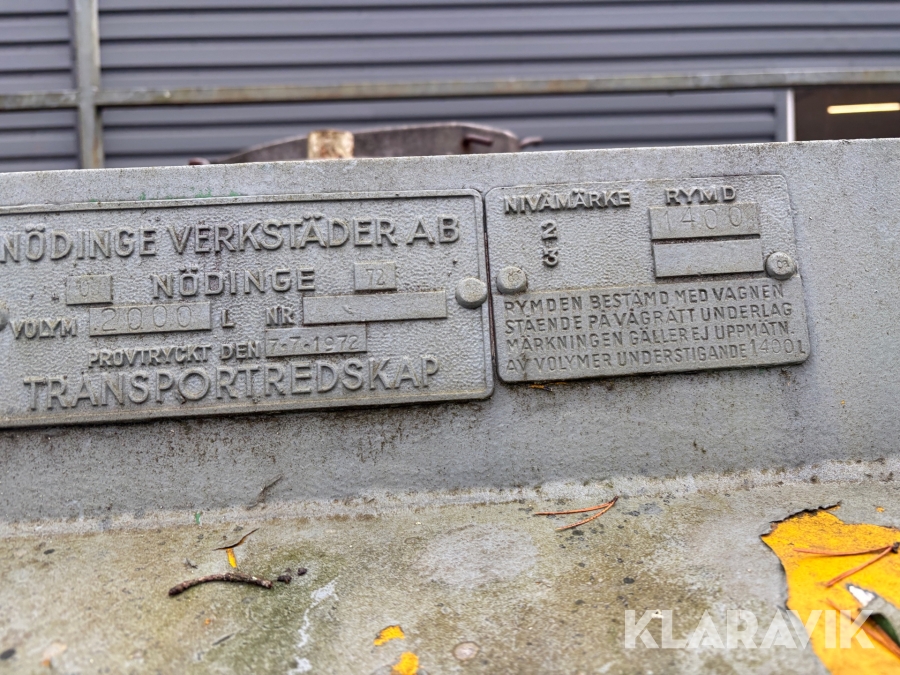 NÖDINGE VERKSTÄDER AB
0 NÖDINGE 72
VOLYM 2000 L NR
PROVTRYCKT DEN 7-7-1972
TRANSPORTREDSKAP
NIVÅMÄRKE RYMD
1400
2
3
RYMDEN BESTÄMD MED VAGNEN
STÅENDE PÅ VÅGRÄTT UNDERLAG
MÄRKNINGEN GÄLLER EJ UPPMÄTN.
AV VOLYMER UNDERSTIGANDE 1400 l
KLARAVIK